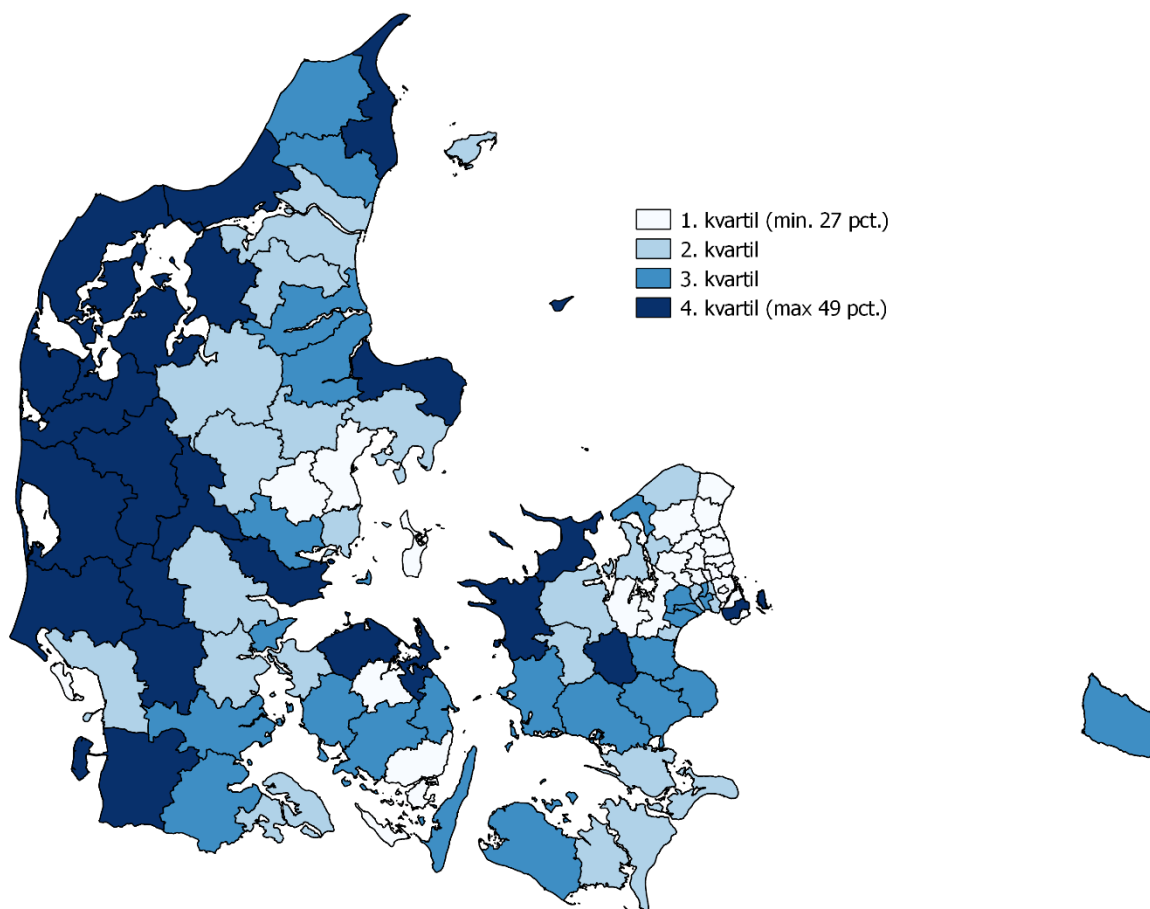 1. kvartil (min. 27 pct.)
2. kvartil
3. kvartil
4. kvartil (max 49 pct.)